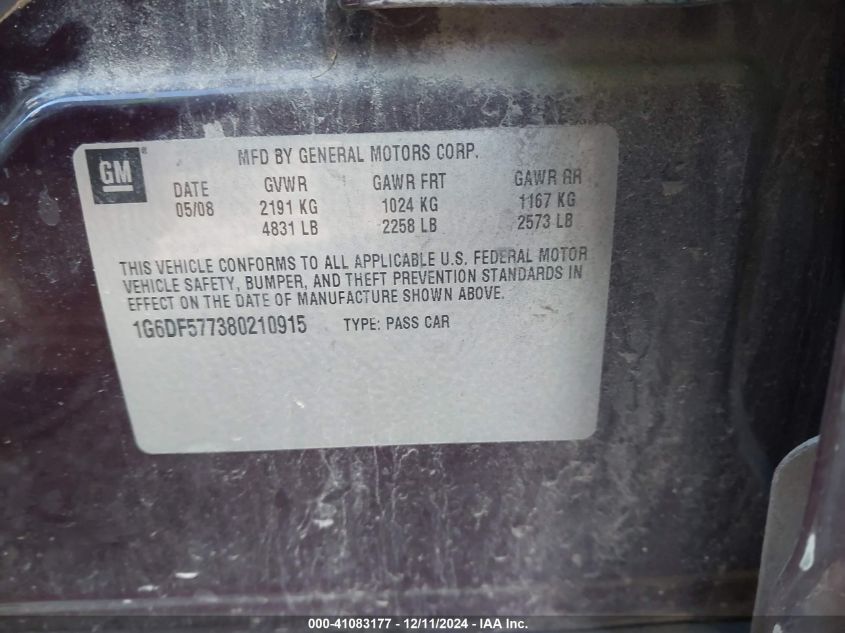 GM ® MFD BY GENERAL MOTORS CORP.
DATE GVWR GAWR FRT GAWR RR
05/08 2191 KG 1024 KG 1167 KG
4831 LB 2258 LB 2573 LB
THIS VEHICLE CONFORMS TO ALL APPLICABLE U.S. FEDERAL MOTOR
VEHICLE SAFETY, BUMPER, AND THEFT PREVENTION STANDARDS IN
EFFECT ON THE DATE OF MANUFACTURE SHOWN ABOVE.
1G6DF577380210915 TYPE: PASS CAR
000-41083177 - 12/11/2024 - IAA Inc.